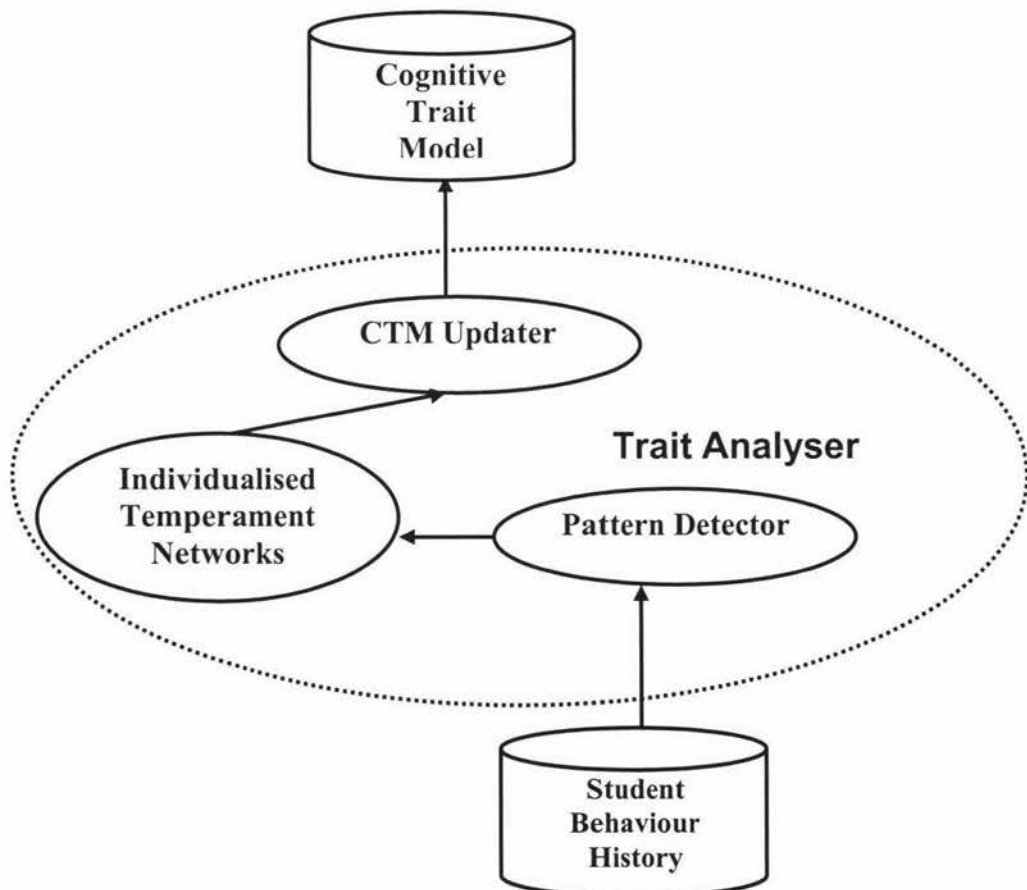 Cognitive
Trait
Model
CTM Updater
Trait Analyser
Individualised
Temperament
Networks
Pattern Detector
Student
Behaviour
History